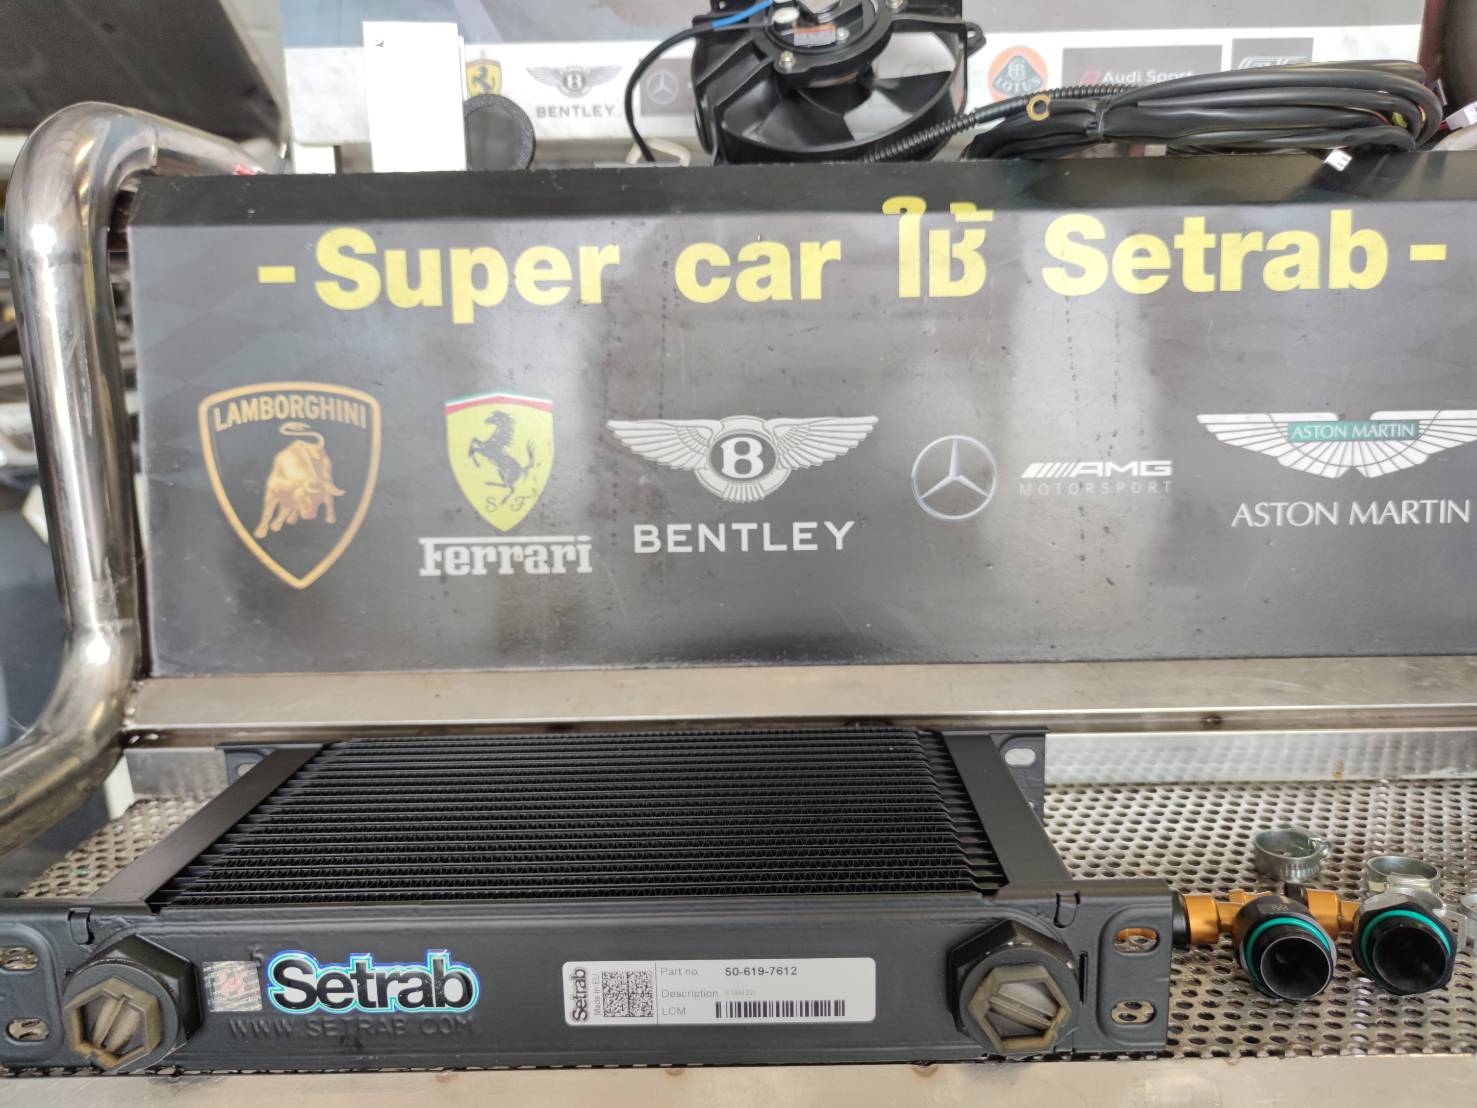 BENTLEY
LOTUS
Audi Sport
-Super car ใช้ Setrab-
LAMBORGHINI
S F
Ferrari
B
BENTLEY
AMG
MOTORSPORT
ASTON MARTIN
ASTON MARTIN
Setrab
WWW.SETRAB.COM
Setrab
Made in EU
Part no. 50-619-7612
Description
LCM